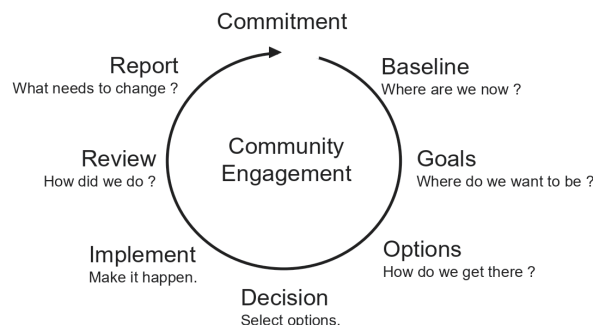 Commitment
Baseline
Where are we now ?
Goals
Where do we want to be ?
Options
How do we get there ?
Decision
Select options.
Implement
Make it happen.
Review
How did we do ?
Report
What needs to change ?
Community
Engagement